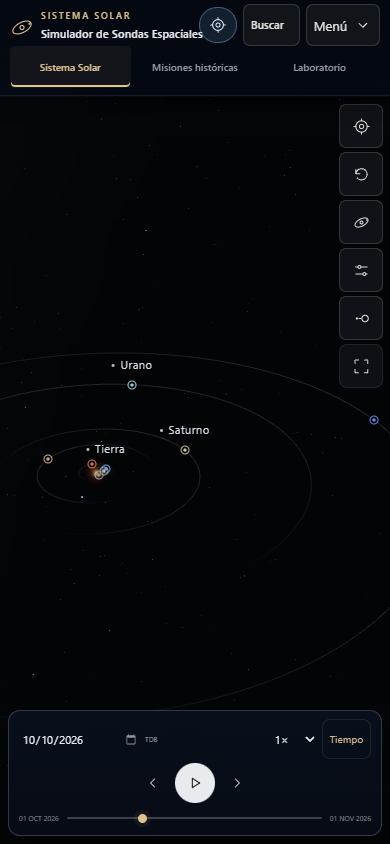 SISTEMA SOLAR
Simulador de Sondas Espaciales
Buscar
Menú
Sistema Solar
Misiones históricas
Laboratorio
Urano
Saturno
Tierra
10/10/2026
TDB
1×
Tiempo
01 OCT 2026
01 NOV 2026